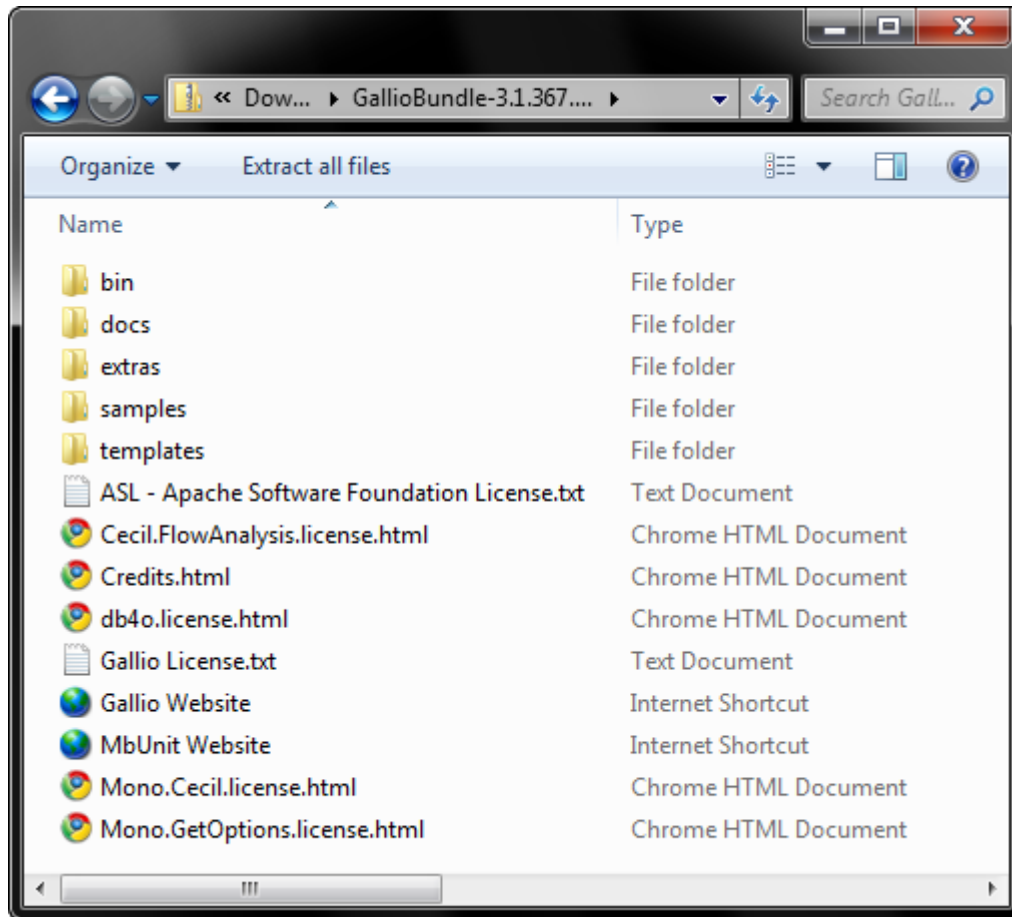 « Dow... GallioBundle-3.1.367.... Search Gall...
Organize Extract all files
Name Type
bin File folder
docs File folder
extras File folder
samples File folder
templates File folder
ASL - Apache Software Foundation License.txt Text Document
Cecil.FlowAnalysis.license.html Chrome HTML Document
Credits.html Chrome HTML Document
db4o.license.html Chrome HTML Document
Gallio License.txt Text Document
Gallio Website Internet Shortcut
MbUnit Website Internet Shortcut
Mono.Cecil.license.html Chrome HTML Document
Mono.GetOptions.license.html Chrome HTML Document